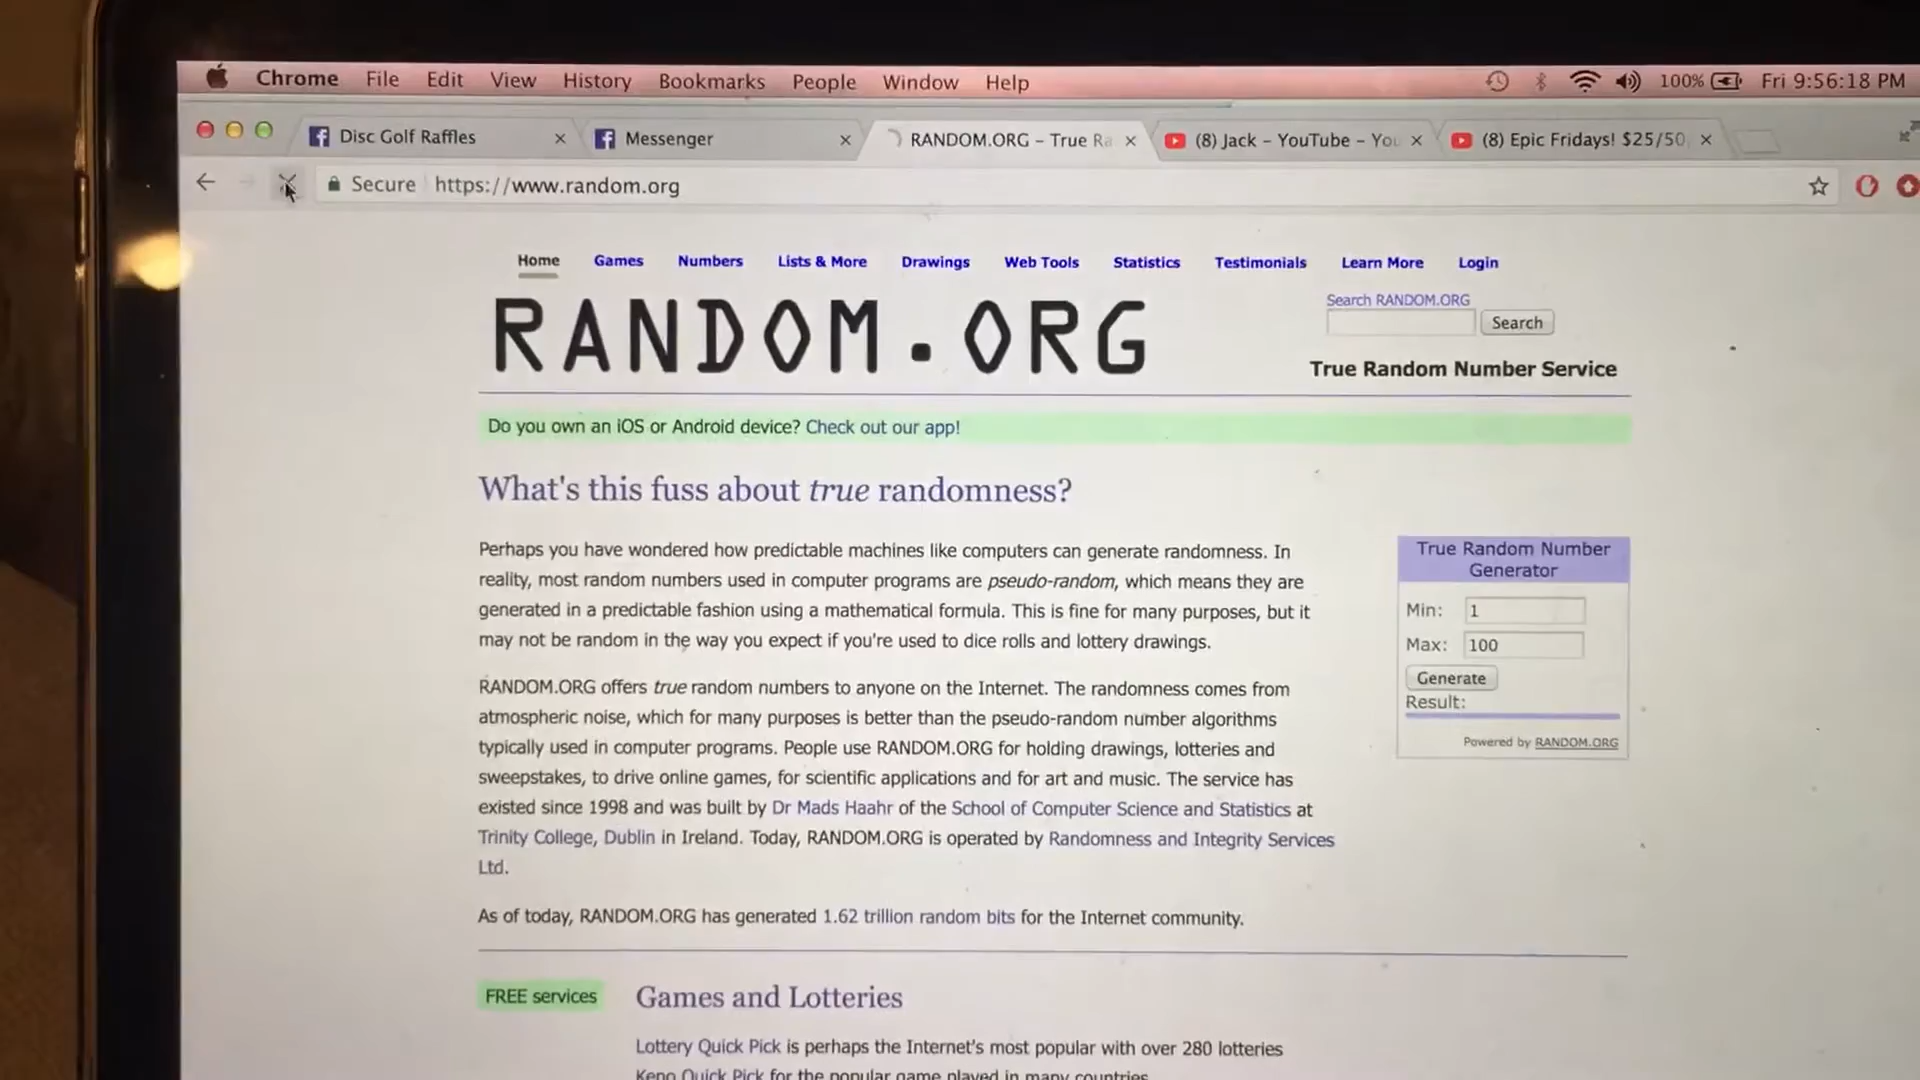 Chrome File Edit View History Bookmarks People Window Help 100% Fri 9:56:18 PM
Disc Golf Raffles Messenger RANDOM.ORG – True Ra (8) Jack – YouTube – You (8) Epic Fridays! $25/50
Secure https://www.random.org
Home Games Numbers Lists & More Drawings Web Tools Statistics Testimonials Learn More Login
RANDOM.ORG
Search RANDOM.ORG
Search
True Random Number Service
Do you own an iOS or Android device? Check out our app!
What's this fuss about true randomness?
Perhaps you have wondered how predictable machines like computers can generate randomness. In
reality, most random numbers used in computer programs are pseudo-random, which means they are
generated in a predictable fashion using a mathematical formula. This is fine for many purposes, but it
may not be random in the way you expect if you're used to dice rolls and lottery drawings.
RANDOM.ORG offers true random numbers to anyone on the Internet. The randomness comes from
atmospheric noise, which for many purposes is better than the pseudo-random number algorithms
typically used in computer programs. People use RANDOM.ORG for holding drawings, lotteries and
sweepstakes, to drive online games, for scientific applications and for art and music. The service has
existed since 1998 and was built by Dr Mads Haahr of the School of Computer Science and Statistics at
Trinity College, Dublin in Ireland. Today, RANDOM.ORG is operated by Randomness and Integrity Services
Ltd.
As of today, RANDOM.ORG has generated 1.62 trillion random bits for the Internet community.
True Random Number
Generator
Min: 1
Max: 100
Generate
Result:
Powered by RANDOM.ORG
FREE services
Games and Lotteries
Lottery Quick Pick is perhaps the Internet's most popular with over 280 lotteries
Keno Quick Pick for the popular game played in many countries